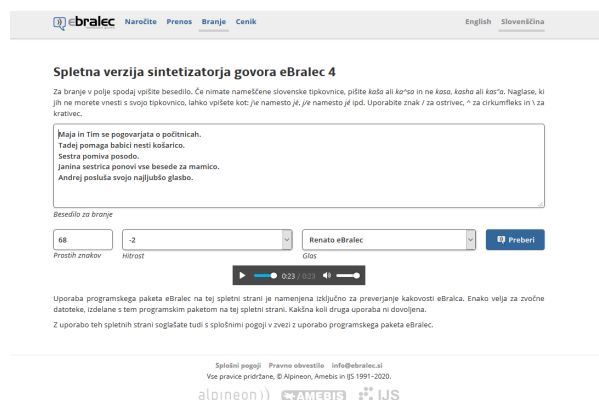 ebralec Naročite Prenos Branje Cenik English Slovenščina
Spletna verzija sintetizatorja govora eBralec 4
Za branje v polje spodaj vpišite besedilo. Če nimate nameščene slovenske tipkovnice, pišite kaša ali ka^sa in ne kasa, kasha ali kas"a. Naglase, ki
jih ne morete vnesti s svojo tipkovnico, lahko vpišete kot: j\e namesto jè, j/e namesto jé ipd. Uporabite znak / za ostrivec, ^ za cirkumfleks in \ za
krativec.
Maja in Tim se pogovarjata o počitnicah.
Tadej pomaga babici nesti košarico.
Sestra pomiva posodo.
Janina sestrica ponovi vse besede za mamico.
Andrej posluša svojo najljubšo glasbo.
Besedilo za branje
68 -2 Renato eBralec Preberi
Prostih znakov Hitrost Glas
0:23 / 0:23
Uporaba programskega paketa eBralec na tej spletni strani je namenjena izključno za preverjanje kakovosti eBralca. Enako velja za zvočne
datoteke, izdelane s tem programskim paketom na tej spletni strani. Kakšna koli druga uporaba ni dovoljena.
Z uporabo teh spletnih strani soglašate tudi s splošnimi pogoji v zvezi z uporabo programskega paketa eBralec.
Splošni pogoji Pravno obvestilo info@ebralec.si
Vse pravice pridržane, © Alpineon, Amebis in IJS 1991–2020.
alpineon AMEBIS IJS